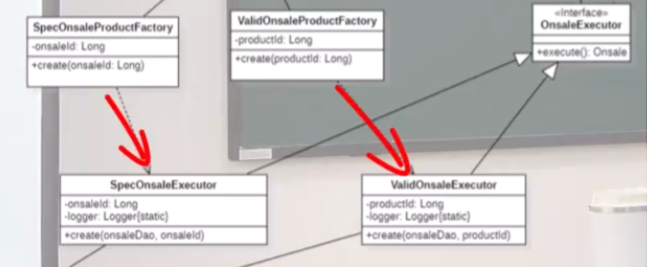 SpecOnsaleProductFactory
-onsaleId: Long
+create(onsaleId: Long)
ValidOnsaleProductFactory
-productId: Long
+create(productId: Long)
«Interface»
OnsaleExecutor
+execute(): Onsale
SpecOnsaleExecutor
-onsaleId: Long
-logger: Logger{static}
+create(onsaleDao, onsaleId)
ValidOnsaleExecutor
-productId: Long
-logger: Logger{static}
+create(onsaleDao, productId)